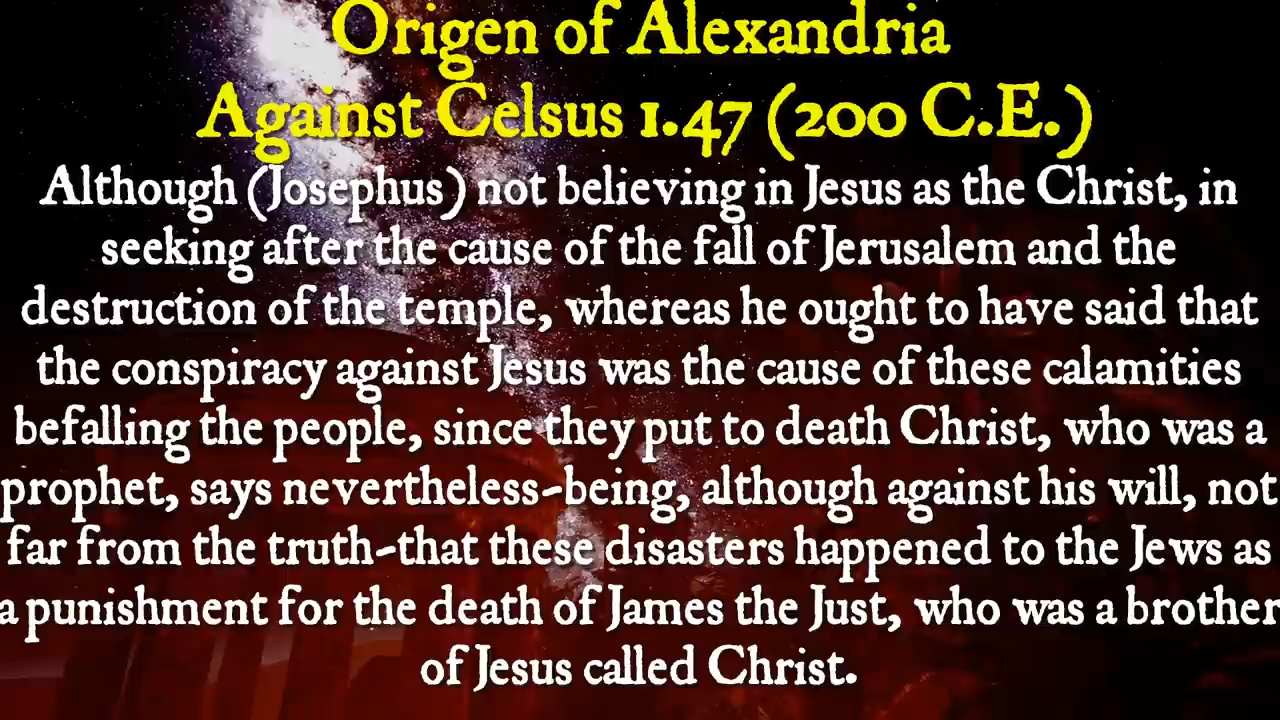 Origen of Alexandria
Against Celsus 1.47 (200 C.E.)
Although (Josephus) not believing in Jesus as the Christ, in
seeking after the cause of the fall of Jerusalem and the
destruction of the temple, whereas he ought to have said that
the conspiracy against Jesus was the cause of these calamities
befalling the people, since they put to death Christ, who was a
prophet, says nevertheless-being, although against his will, not
far from the truth-that these disasters happened to the Jews as
a punishment for the death of James the Just, who was a brother
of Jesus called Christ.